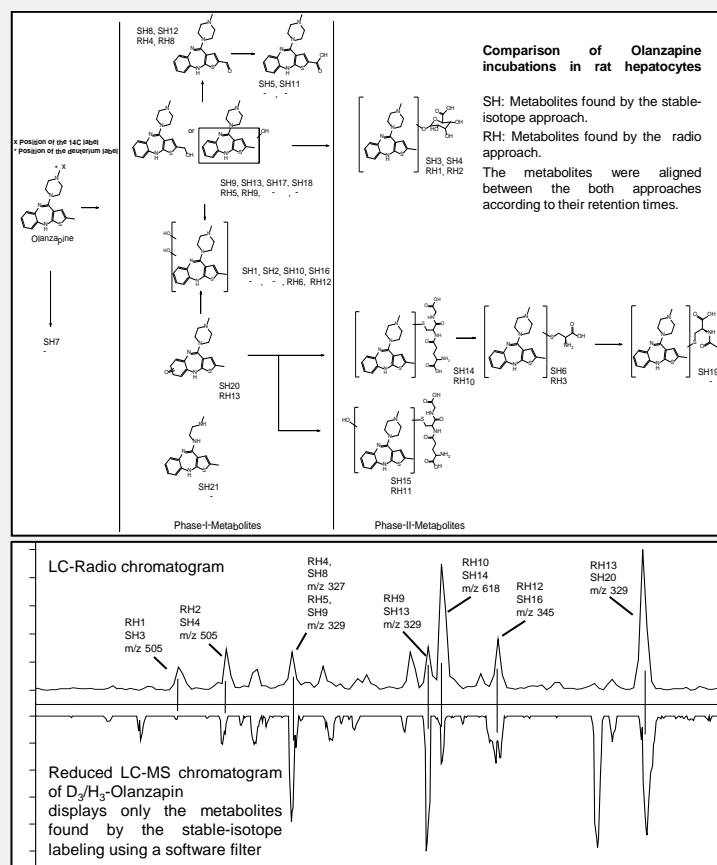 SH8, SH12
RH4, RH8
SH5, SH11
- , -
Comparison of Olanzapine
incubations in rat hepatocytes
SH: Metabolites found by the stable-
isotope approach.
RH: Metabolites found by the radio
approach.
The metabolites were aligned
between the both approaches
according to their retention times.
x Position of the 14C label
* Position of the deuterium label
* x
Olanzapine
or
SH9, SH13, SH17, SH18
RH5, RH9, - , -
SH3, SH4
RH1, RH2
SH1, SH2, SH10, SH16
- , - , RH6, RH12
SH7
-
SH20
RH13
SH14
RH10
SH6
RH3
SH19
-
SH21
-
SH15
RH11
Phase-I-Metabolites
Phase-II-Metabolites
LC-Radio chromatogram
RH1
SH3
m/z 505
RH2
SH4
m/z 505
RH4,
SH8
m/z 327
RH5,
SH9
m/z 329
RH9
SH13
m/z 329
RH10
SH14
m/z 618
RH12
SH16
m/z 345
RH13
SH20
m/z 329
Reduced LC-MS chromatogram
of D3/H3-Olanzapin
displays only the metabolites
found by the stable-isotope
labeling using a software filter